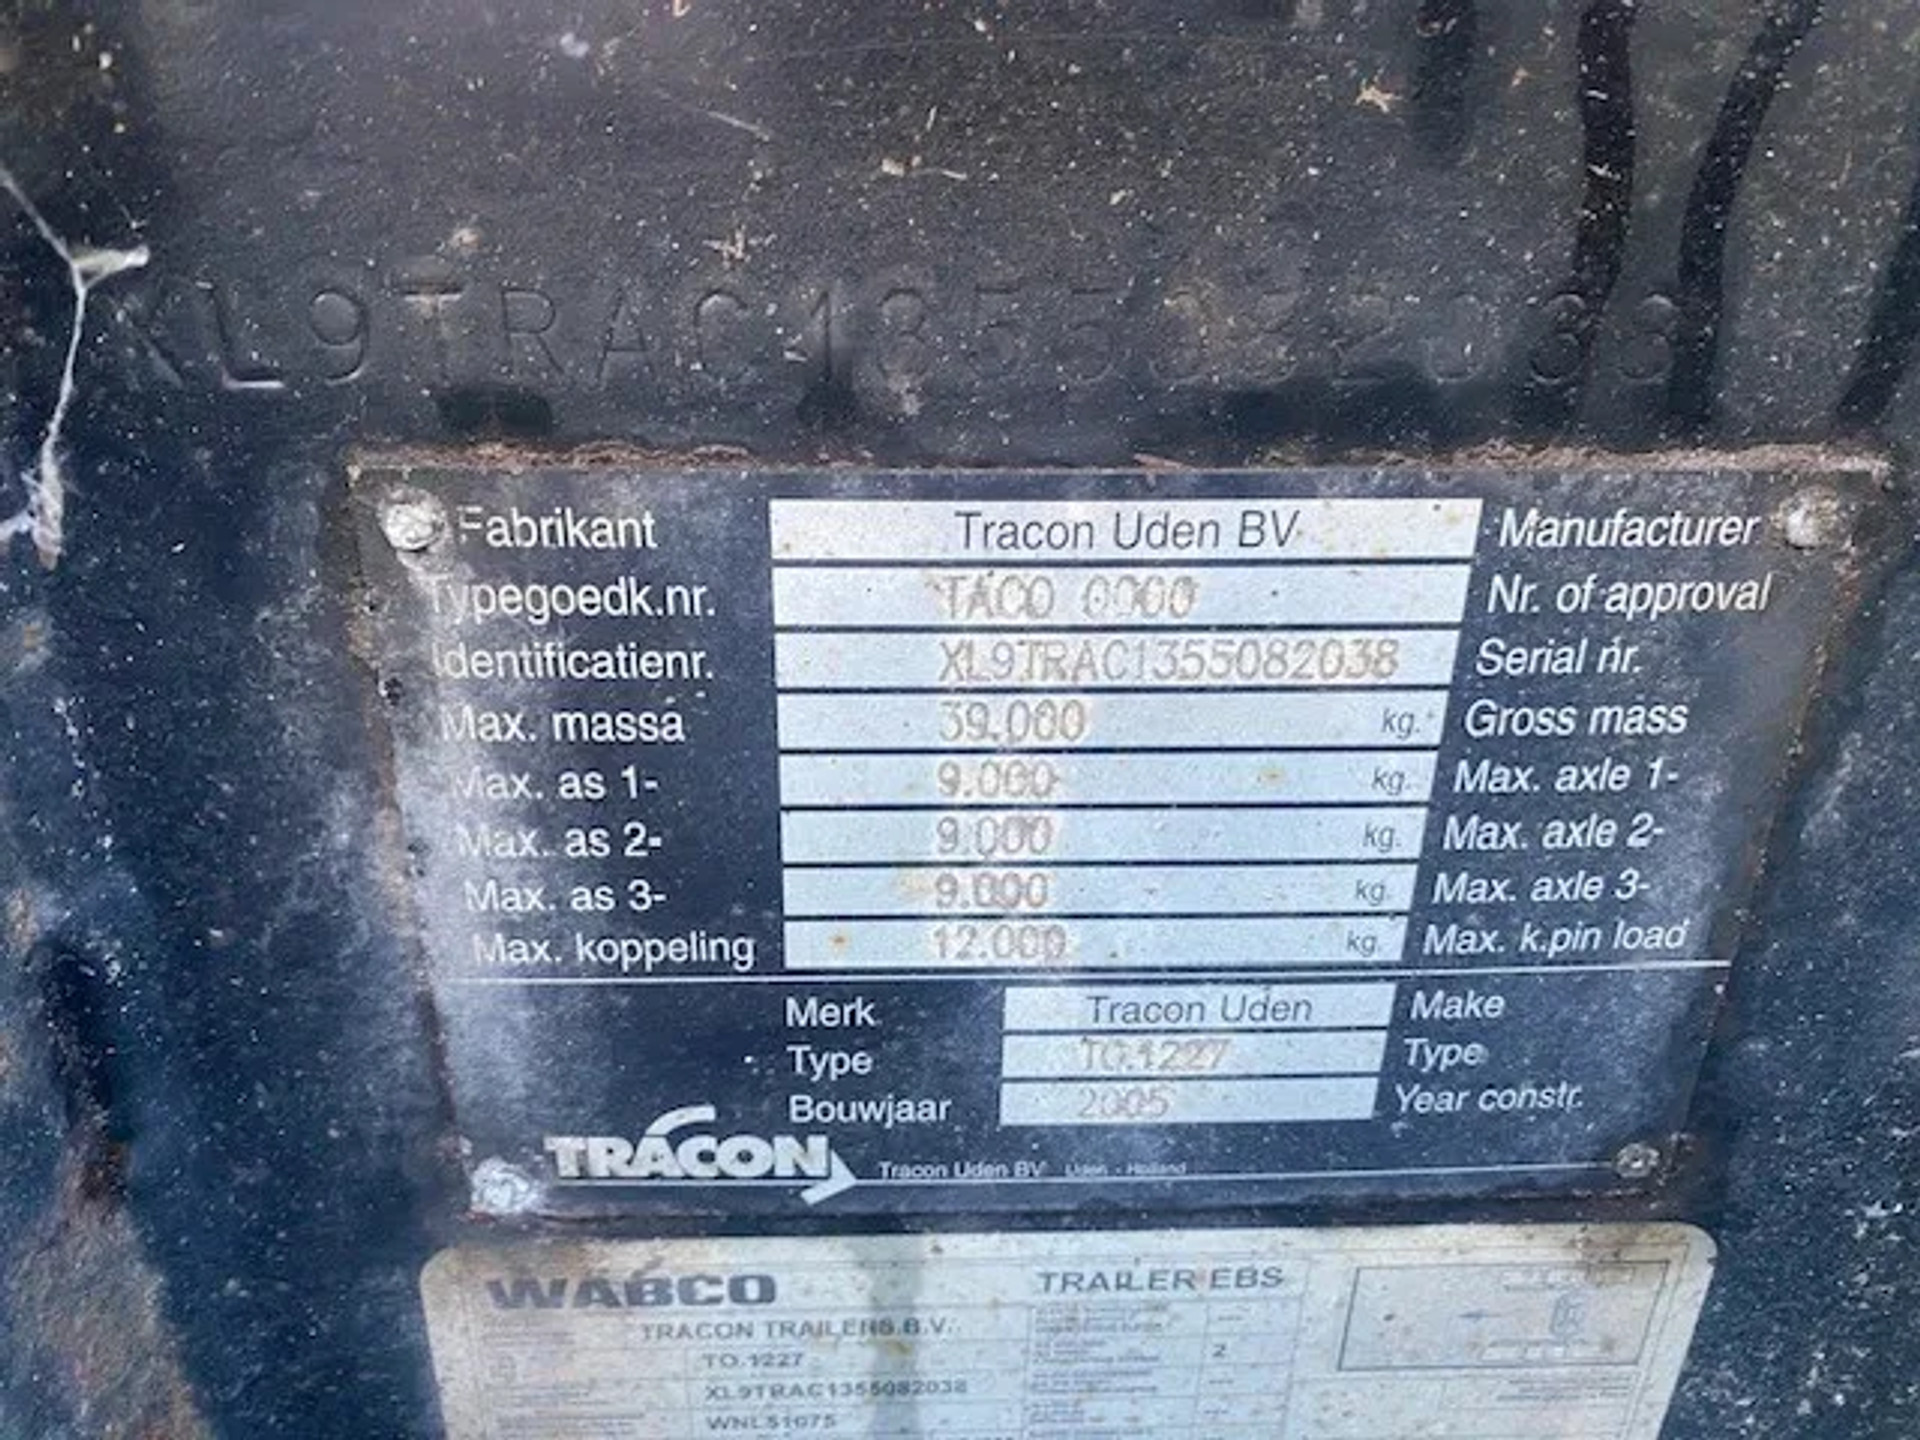 XL9TRAC1355082038
Fabrikant Tracon Uden BV Manufacturer
Typegoedk.nr. TACO 0000 Nr. of approval
Identificatienr. XL9TRAC1355082038 Serial nr.
Max. massa 39.000 kg. Gross mass
Max. as 1- 9.000 kg. Max. axle 1-
Max. as 2- 9.000 kg. Max. axle 2-
Max. as 3- 9.000 kg. Max. axle 3-
Max. koppeling 12.000 kg. Max. k.pin load
Merk Tracon Uden Make
Type TO.1227 Type
Bouwjaar 2005 Year constr.
TRACON Tracon Uden BV Uden - Holland
WABCO TRAILER EBS
TRACON TRAILERS B.V.
TO.1227 2
XL9TRAC1355082038
WNL51075